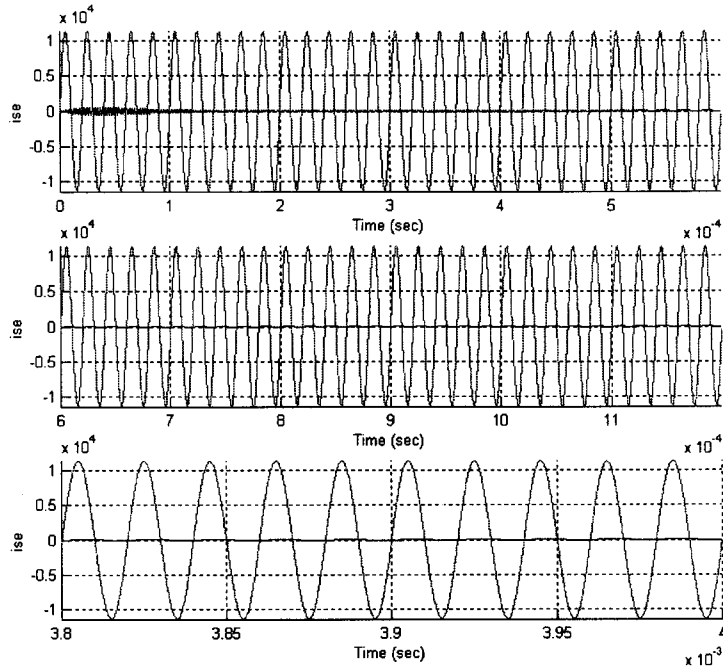 x 10^4
1
0.5
0
-0.5
-1
ise
0 1 2 3 4 5
Time (sec)
x 10^-4
x 10^4
1
0.5
0
-0.5
-1
ise
6 7 8 9 10 11
Time (sec)
x 10^-4
x 10^4
1
0.5
0
-0.5
-1
ise
3.8 3.85 3.9 3.95 4
Time (sec)
x 10^-3